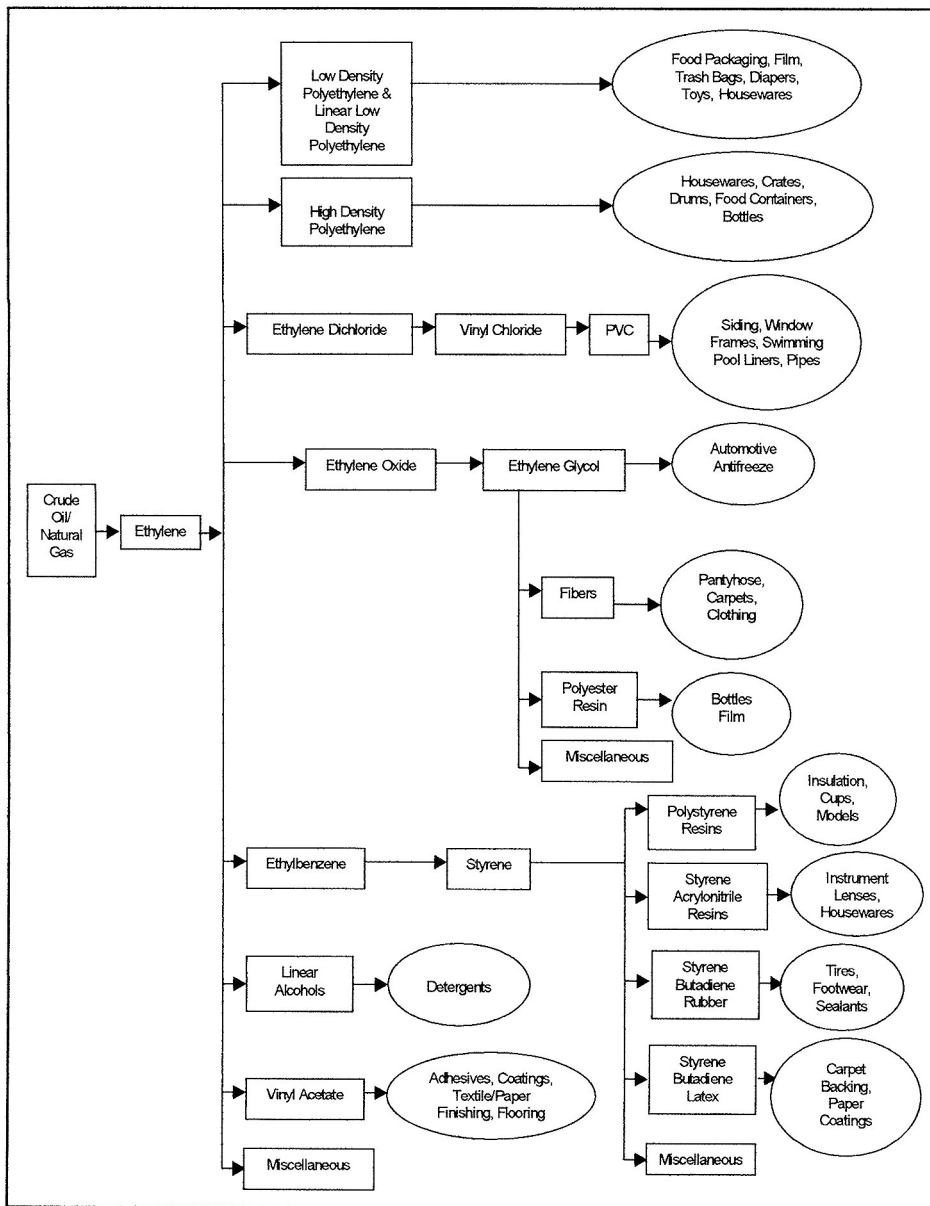 Low Density
Polyethylene &
Linear Low
Density
Polyethylene
Food Packaging, Film,
Trash Bags, Diapers,
Toys, Housewares
High Density
Polyethylene
Housewares, Crates,
Drums, Food Containers,
Bottles
Ethylene Dichloride
Vinyl Chloride
PVC
Siding, Window
Frames, Swimming
Pool Liners, Pipes
Ethylene Oxide
Ethylene Glycol
Automotive
Antifreeze
Crude
Oil/
Natural
Gas
Ethylene
Fibers
Pantyhose,
Carpets,
Clothing
Polyester
Resin
Bottles
Film
Miscellaneous
Ethylbenzene
Styrene
Polystyrene
Resins
Insulation,
Cups,
Models
Styrene
Acrylonitrile
Resins
Instrument
Lenses,
Housewares
Linear
Alcohols
Detergents
Styrene
Butadiene
Rubber
Tires,
Footwear,
Sealants
Vinyl Acetate
Adhesives, Coatings,
Textile/Paper
Finishing, Flooring
Styrene
Butadiene
Latex
Carpet
Backing,
Paper
Coatings
Miscellaneous
Miscellaneous